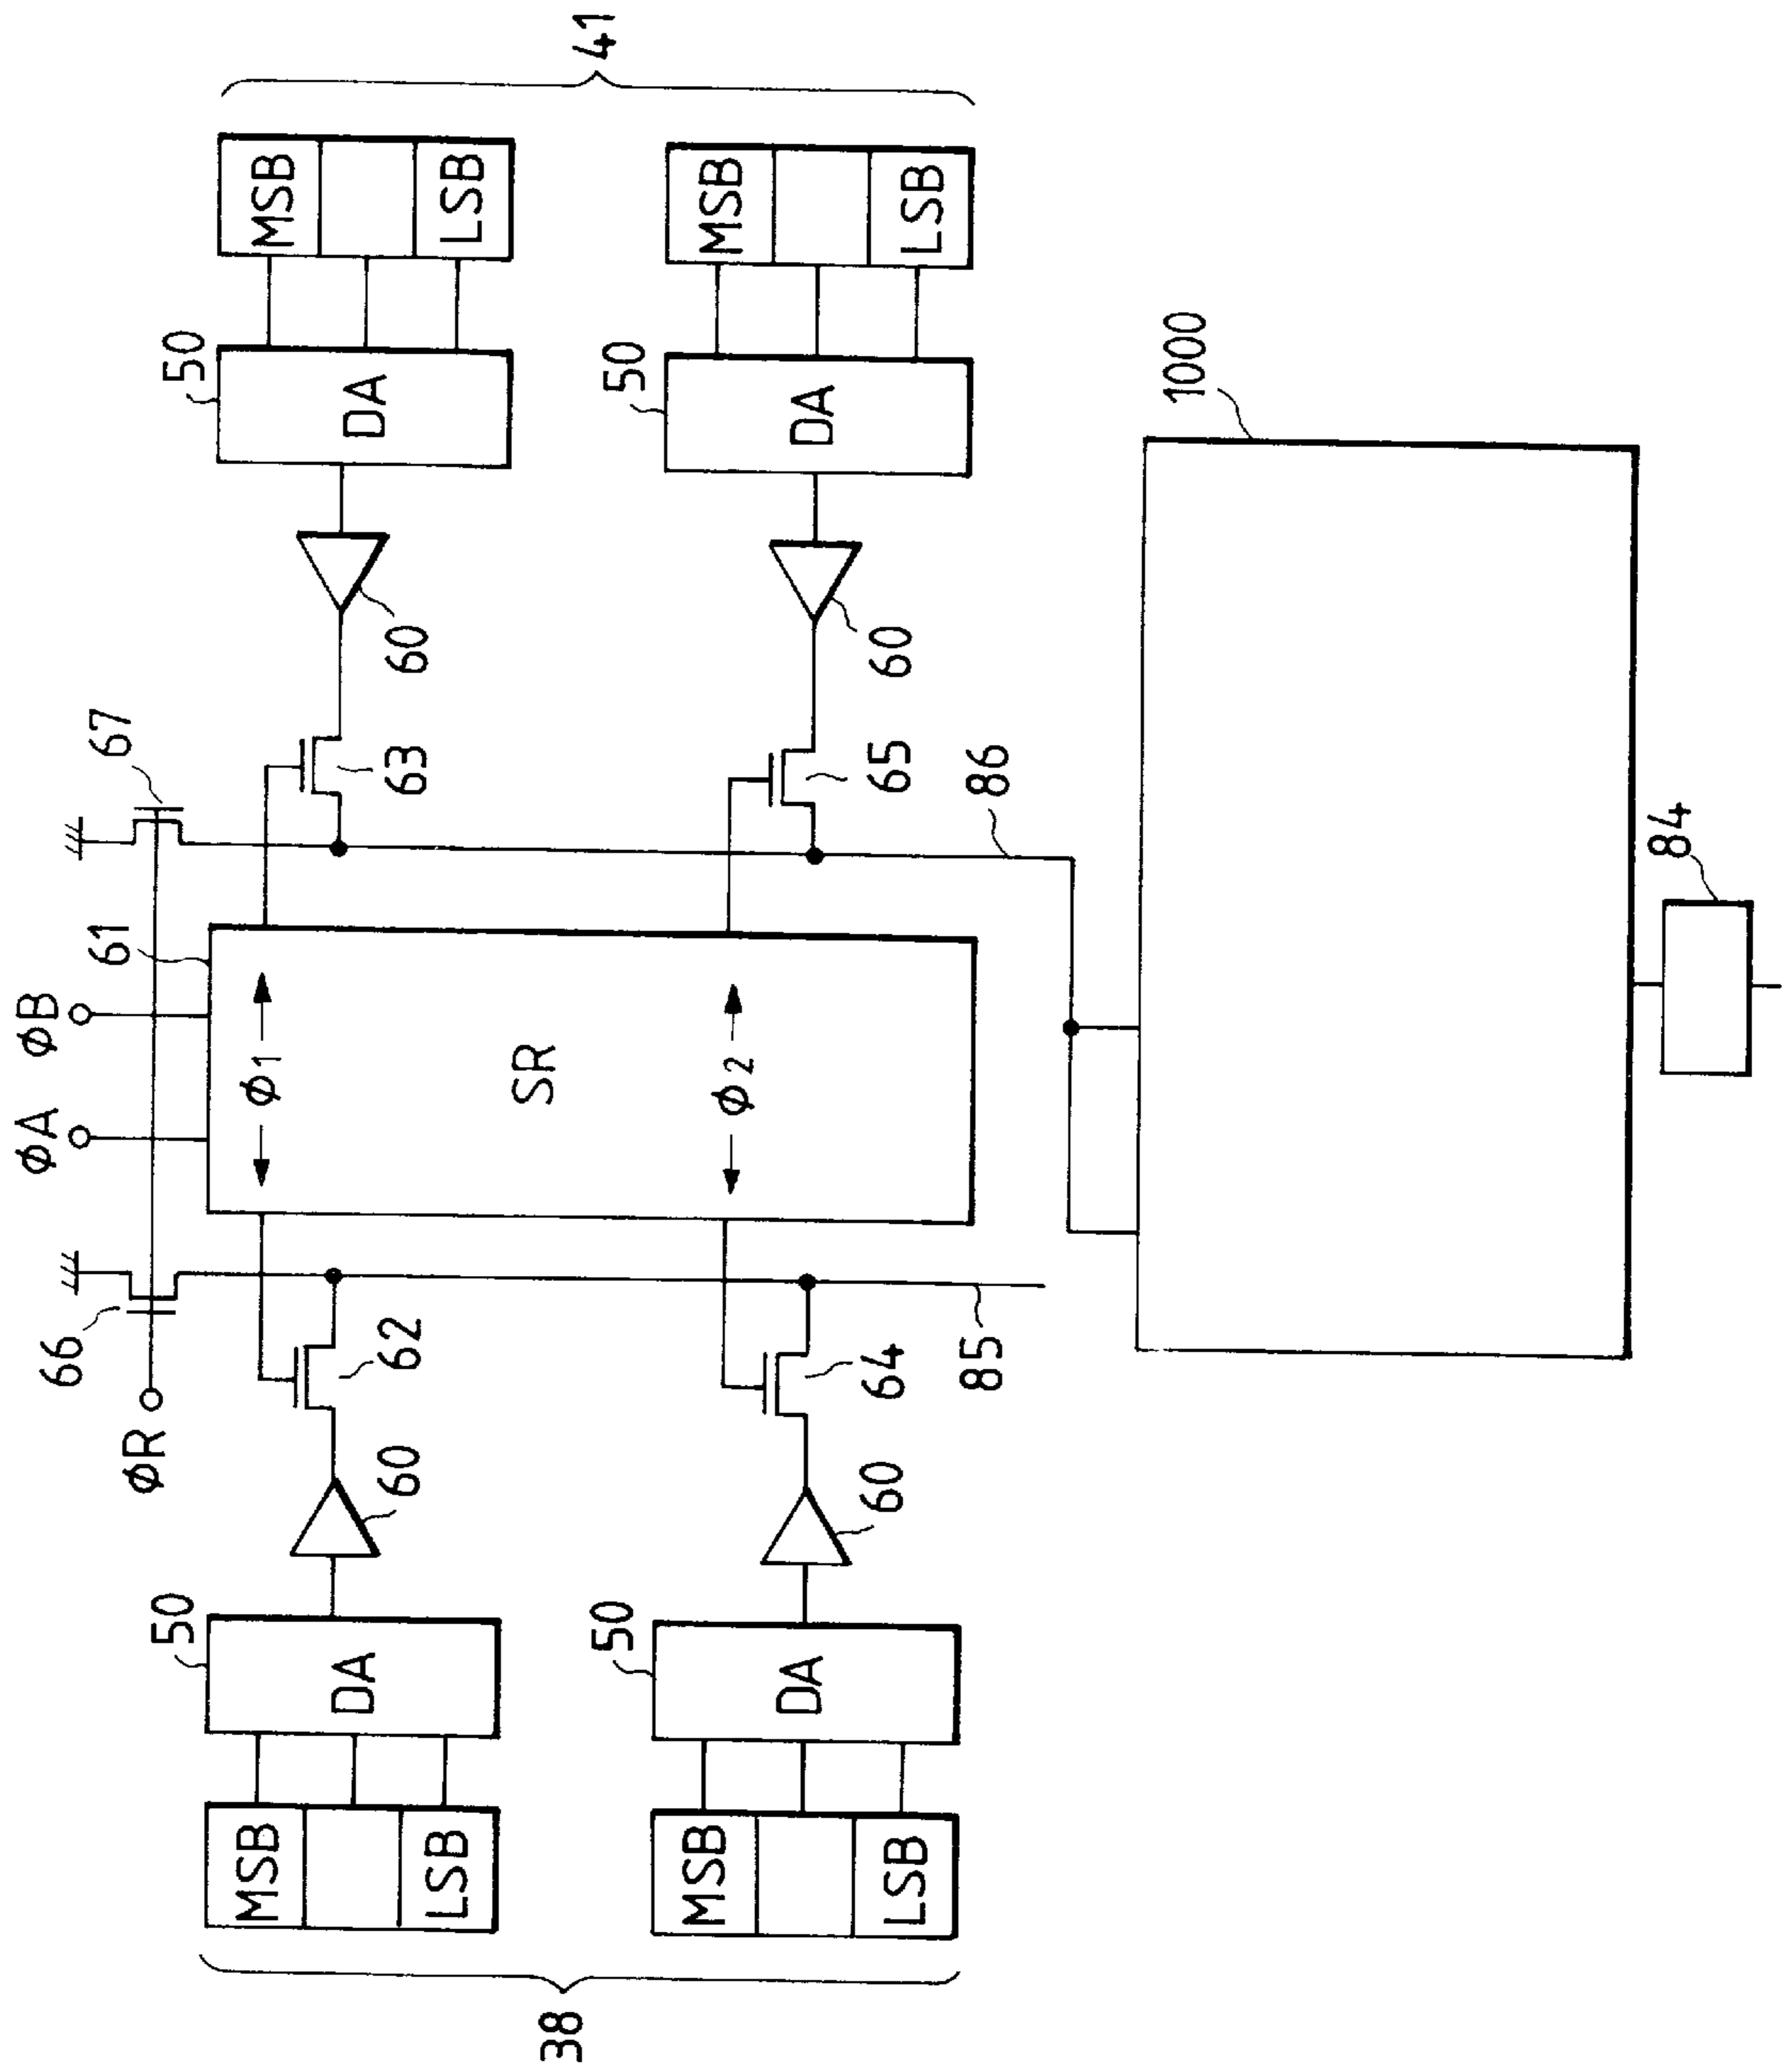 φA φB
66 61 67
φR
50 50
MSB ϕ1 MSB
DA DA
60 62 63 60
LSB LSB
SR
38 41
50 50
MSB ϕ2 MSB
DA DA
60 64 65 60
LSB LSB
85 86
1000
84